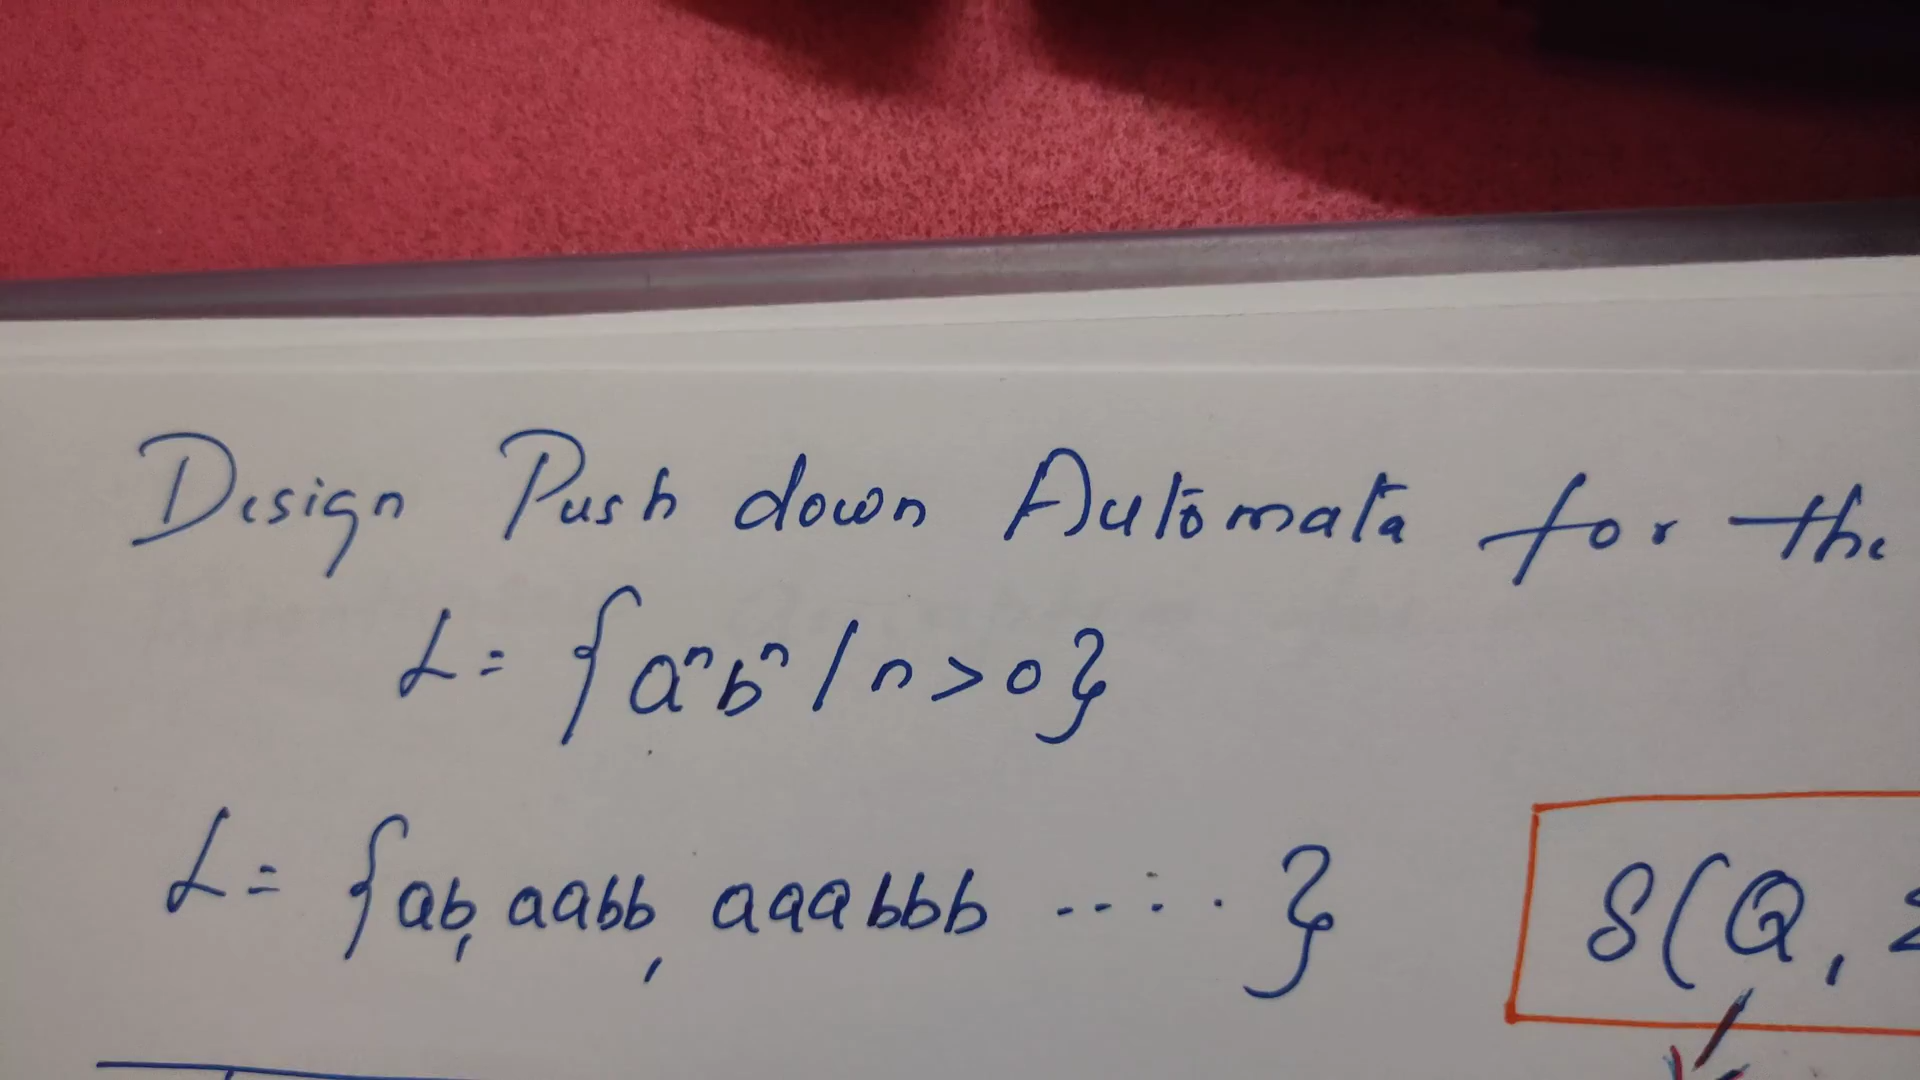 Design Push down Automata for the
L = {aⁿbⁿ / n > 0}
L = {ab, aabb, aaabbb ......}
δ(Q,